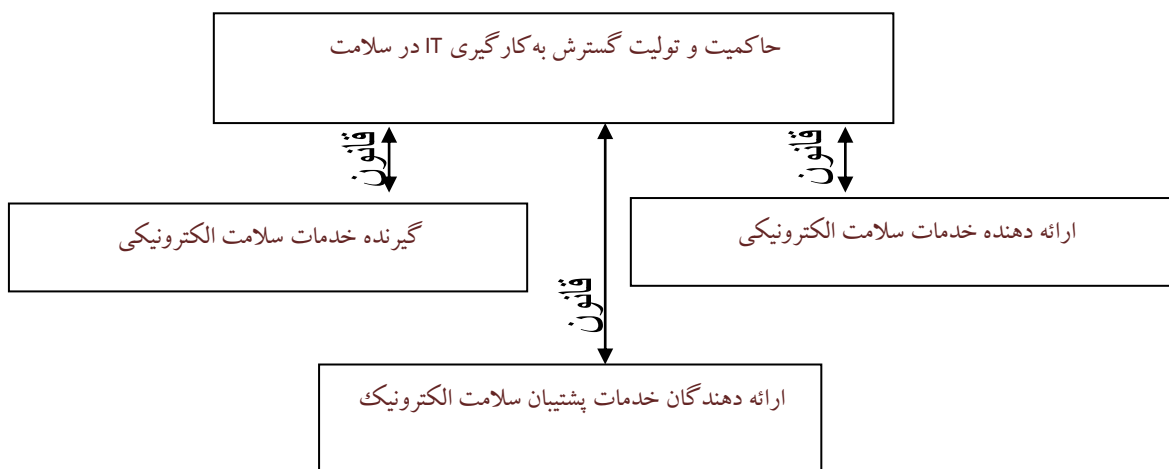 حاکمیت و تولیت گسترش به‌کارگیری IT در سلامت
قانون
قانون
ارائه دهنده خدمات سلامت الکترونیکی
گیرنده خدمات سلامت الکترونیکی
قانون
ارائه دهندگان خدمات پشتیبان سلامت الکترونیک